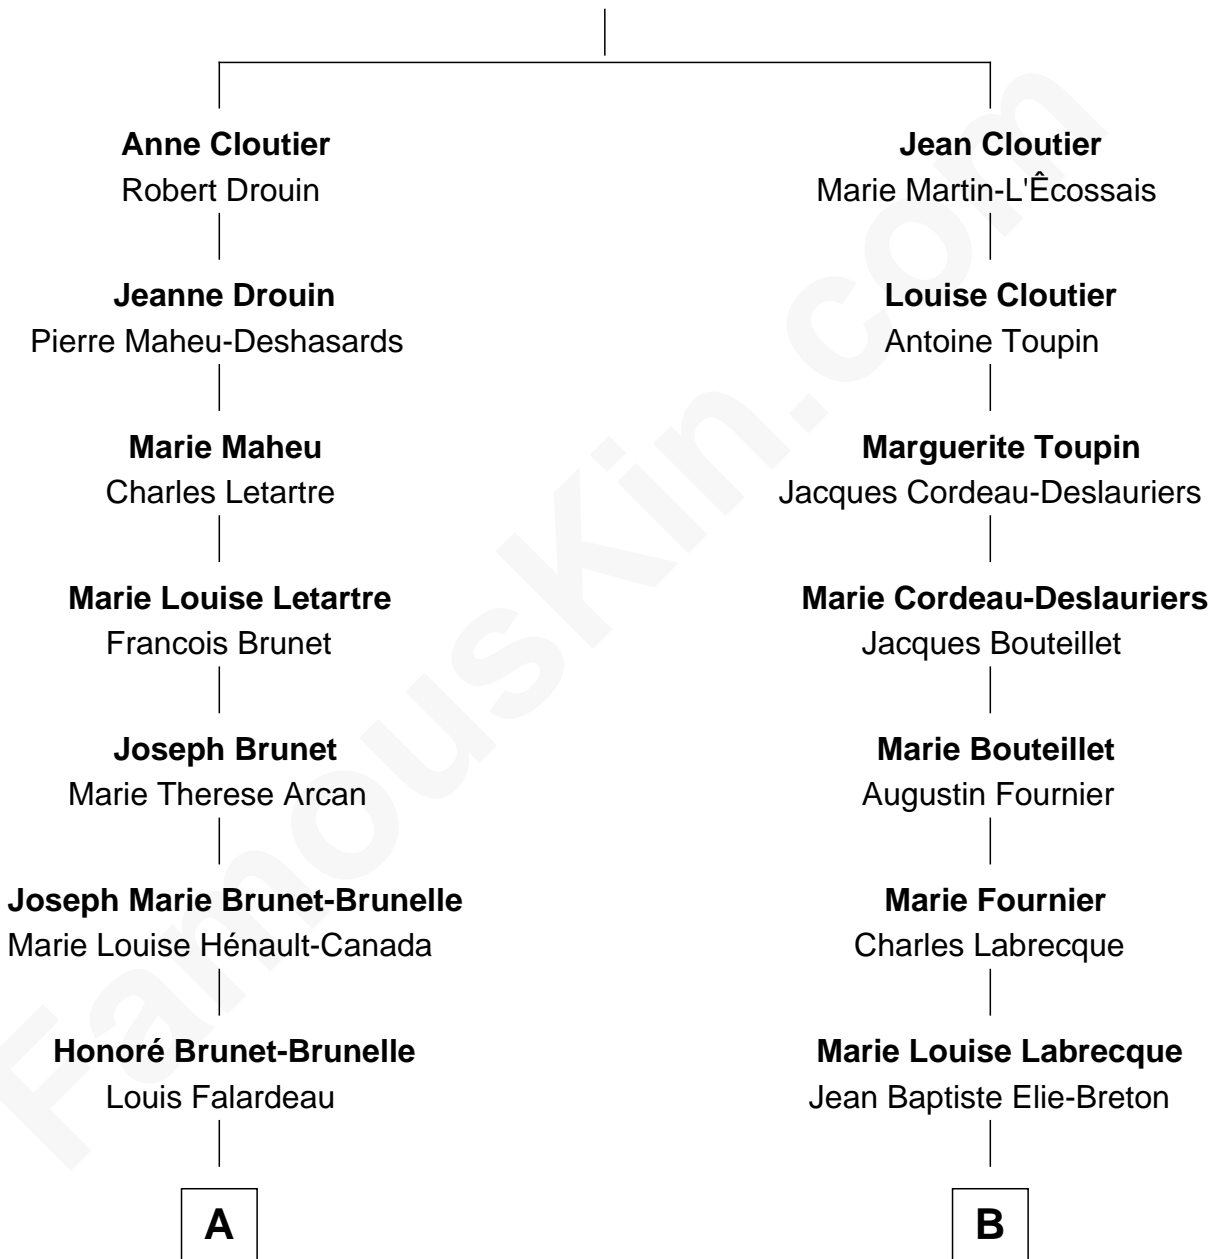 Anne Cloutier
Robert Drouin
Jeanne Drouin
Pierre Maheu-Deshasards
Marie Maheu
Charles Letartre
Marie Louise Letartre
Francois Brunet
Joseph Brunet
Marie Therese Arcan
Joseph Marie Brunet-Brunelle
Marie Louise Hénault-Canada
Honoré Brunet-Brunelle
Louis Falardeau
A
Jean Cloutier
Marie Martin-L'Êcossais
Louise Cloutier
Antoine Toupin
Marguerite Toupin
Jacques Cordeau-Deslauriers
Marie Cordeau-Deslauriers
Jacques Bouteillet
Marie Bouteillet
Augustin Fournier
Marie Fournier
Charles Labrecque
Marie Louise Labrecque
Jean Baptiste Elie-Breton
B
FamousKin.com